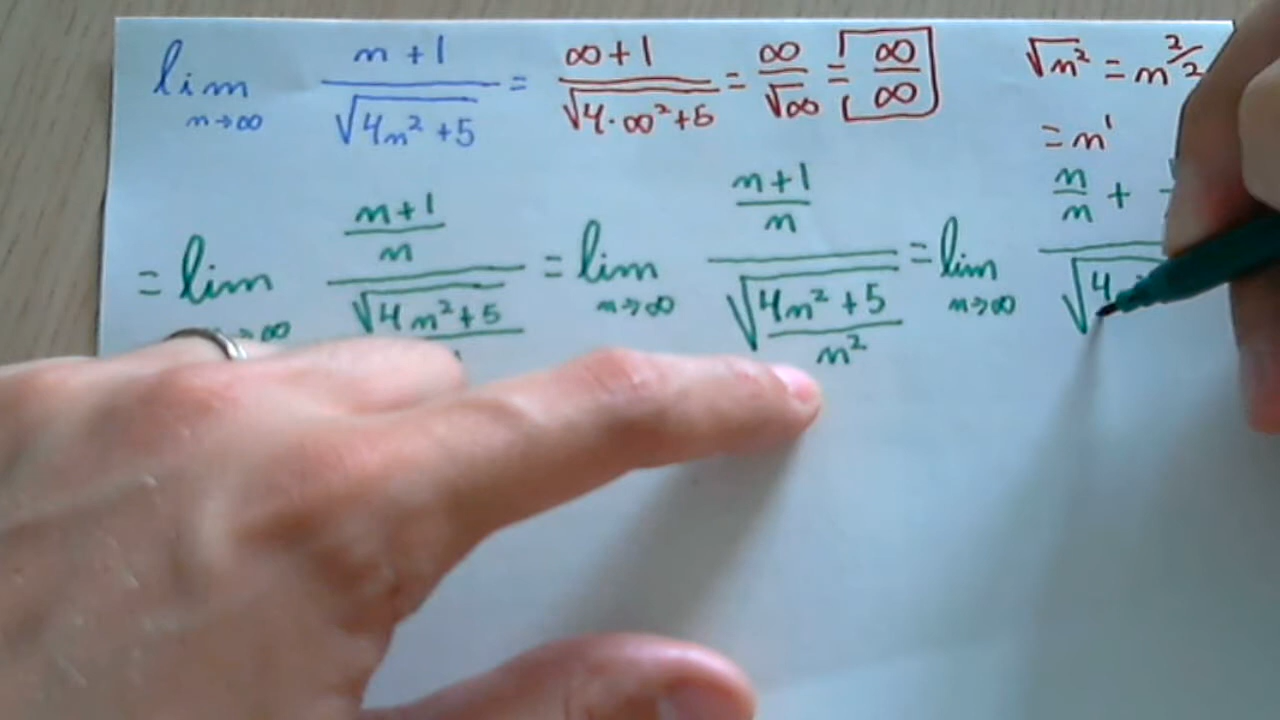 lim n→∞ (n+1)/√(4n²+5) = (∞+1)/√(4·∞²+5) = ∞/√∞ = ∞/∞
√n² = n^(2/2)
= n¹
= lim →∞ ((n+1)/n)/(√(4n²+5)/) = lim n→∞ ((n+1)/n)/√((4n²+5)/n²) = lim n→∞ (n/n +)/√(4